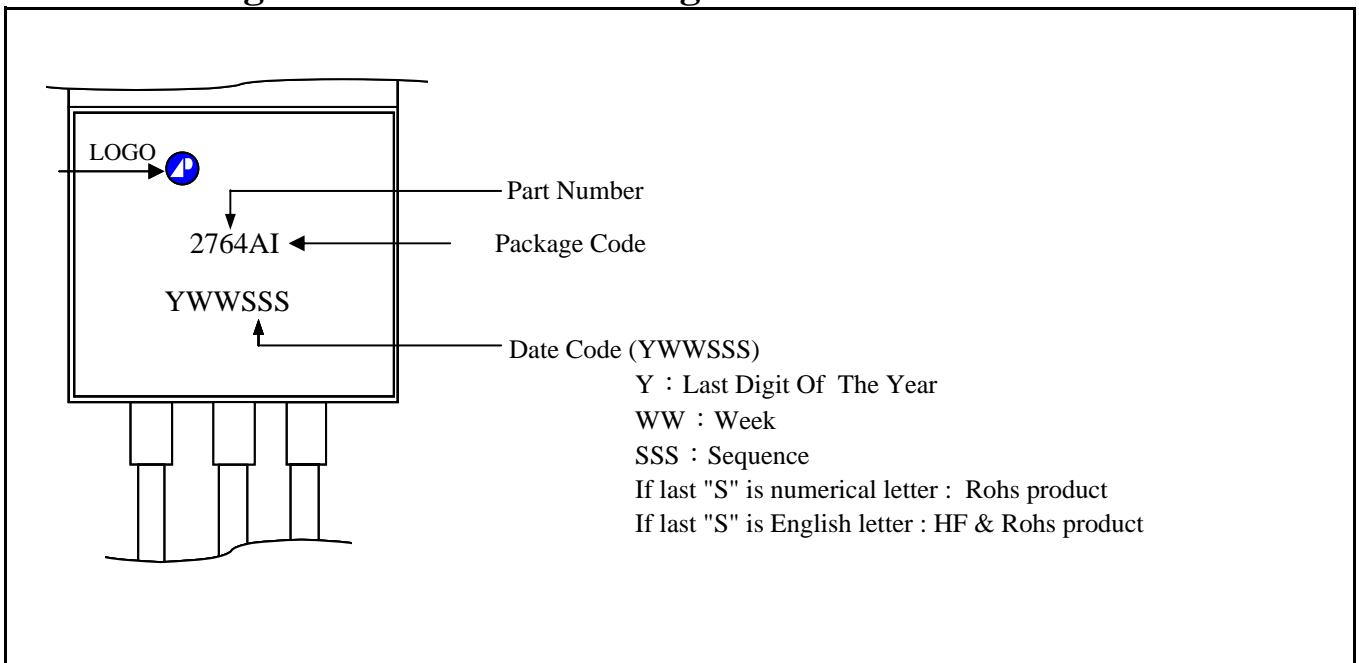 LOGO
Part Number
2764AI
Package Code
YWWSSS
Date Code (YWWSSS)
Y：Last Digit Of The Year
WW：Week
SSS：Sequence
If last "S" is numerical letter : Rohs product
If last "S" is English letter : HF & Rohs product